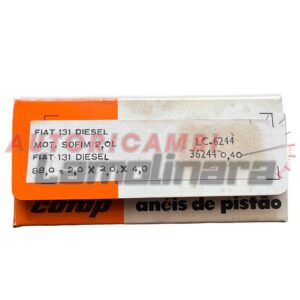 FIAT 131 DIESEL
MOT. SOFIM 2,0L LC-6244
FIAT 131 DIESEL 36244 0,40
88,0 - 2,0 X 2,0 X 4,0
AUTORICAMBI
cofap anéis de pistão